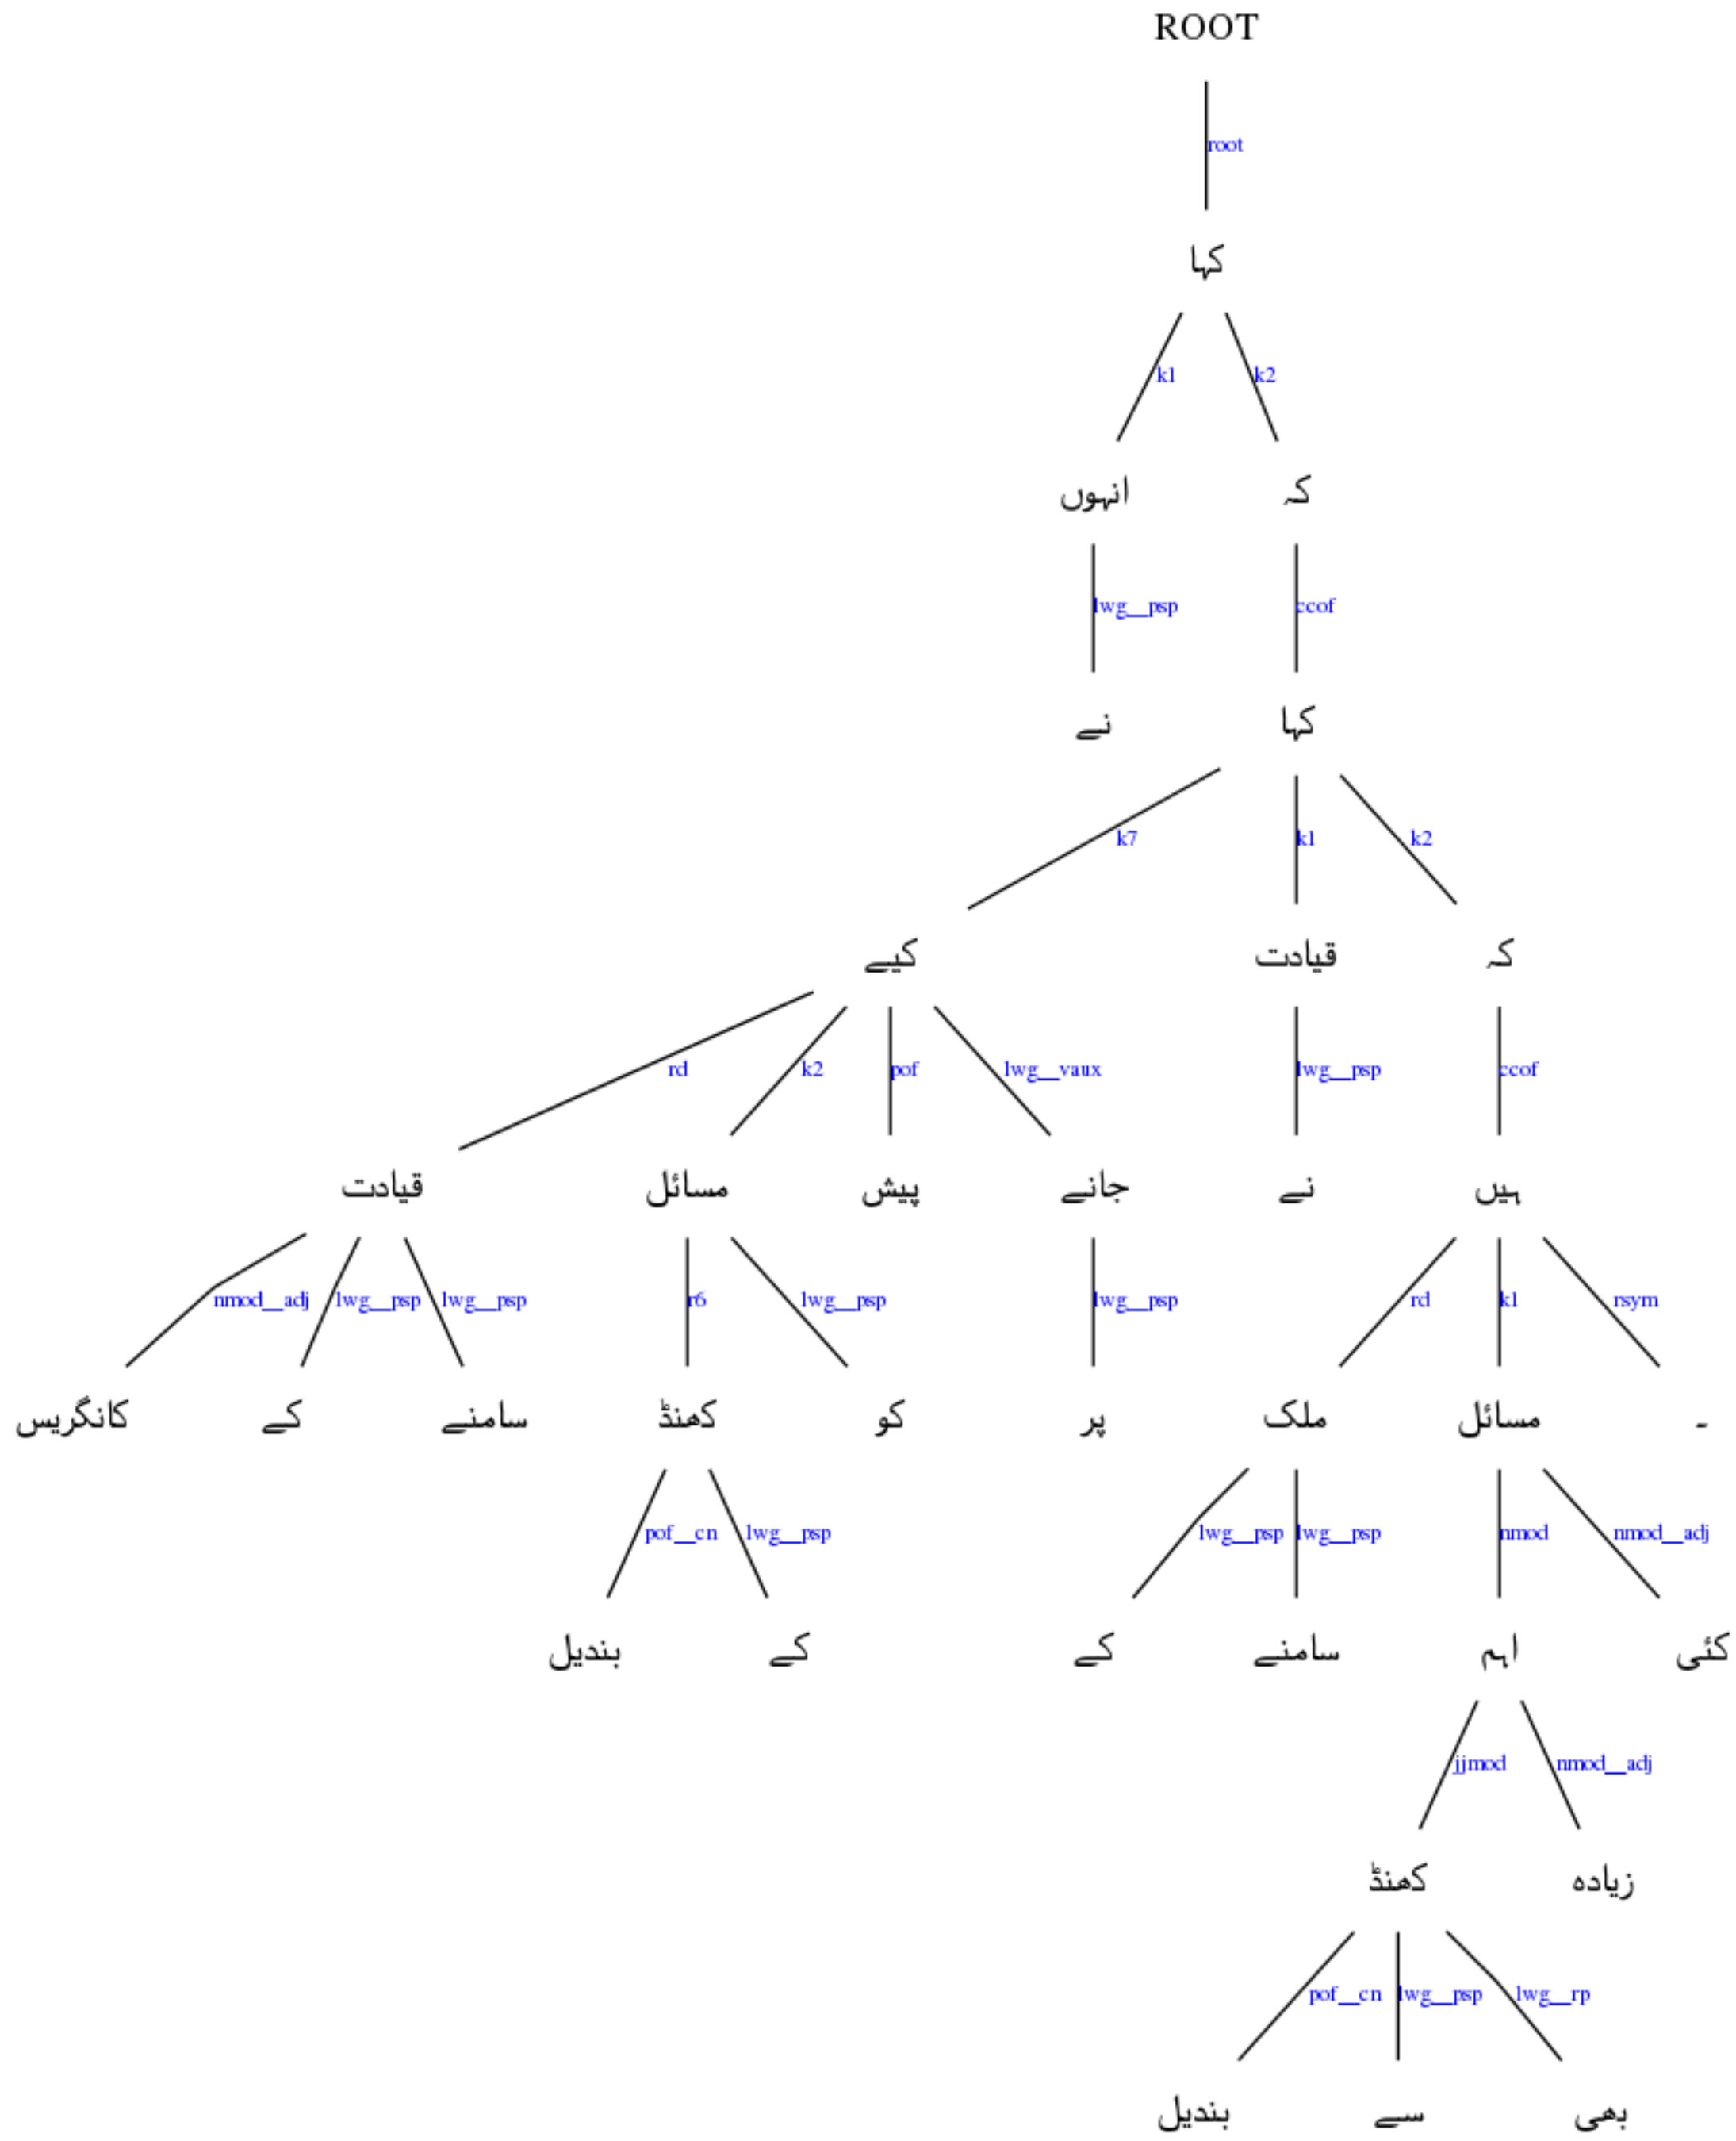 ROOT
root
کہا
k1 k2
انہوں کہ
lwg__psp ccof
نے کہا
k7 k1 k2
کیے قیادت کہ
rd k2 pof lwg__vaux lwg__psp ccof
قیادت مسائل پیش جانے نے ہیں
nmod__adj lwg__psp lwg__psp r6 lwg__psp lwg__psp rd k1 rsym
کانگریس کے سامنے کھنڈ کو پر ملک مسائل ۔
pof__cn lwg__psp lwg__psp lwg__psp nmod nmod__adj
بندیل کے کے سامنے اہم کئی
jjmod nmod__adj
کھنڈ زیادہ
pof__cn lwg__psp lwg__rp
بندیل سے بھی